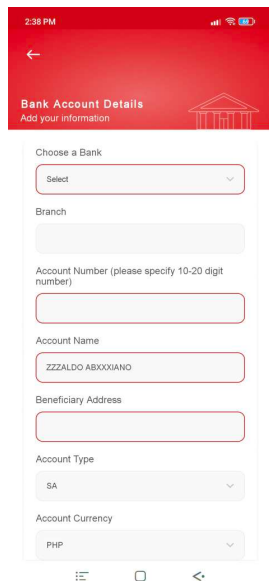 2:38 PM
Bank Account Details
Add your information
Choose a Bank
Select
Branch
Account Number (please specify 10-20 digit
number)
Account Name
ZZZALDO ABXXXIANO
Beneficiary Address
Account Type
SA
Account Currency
PHP